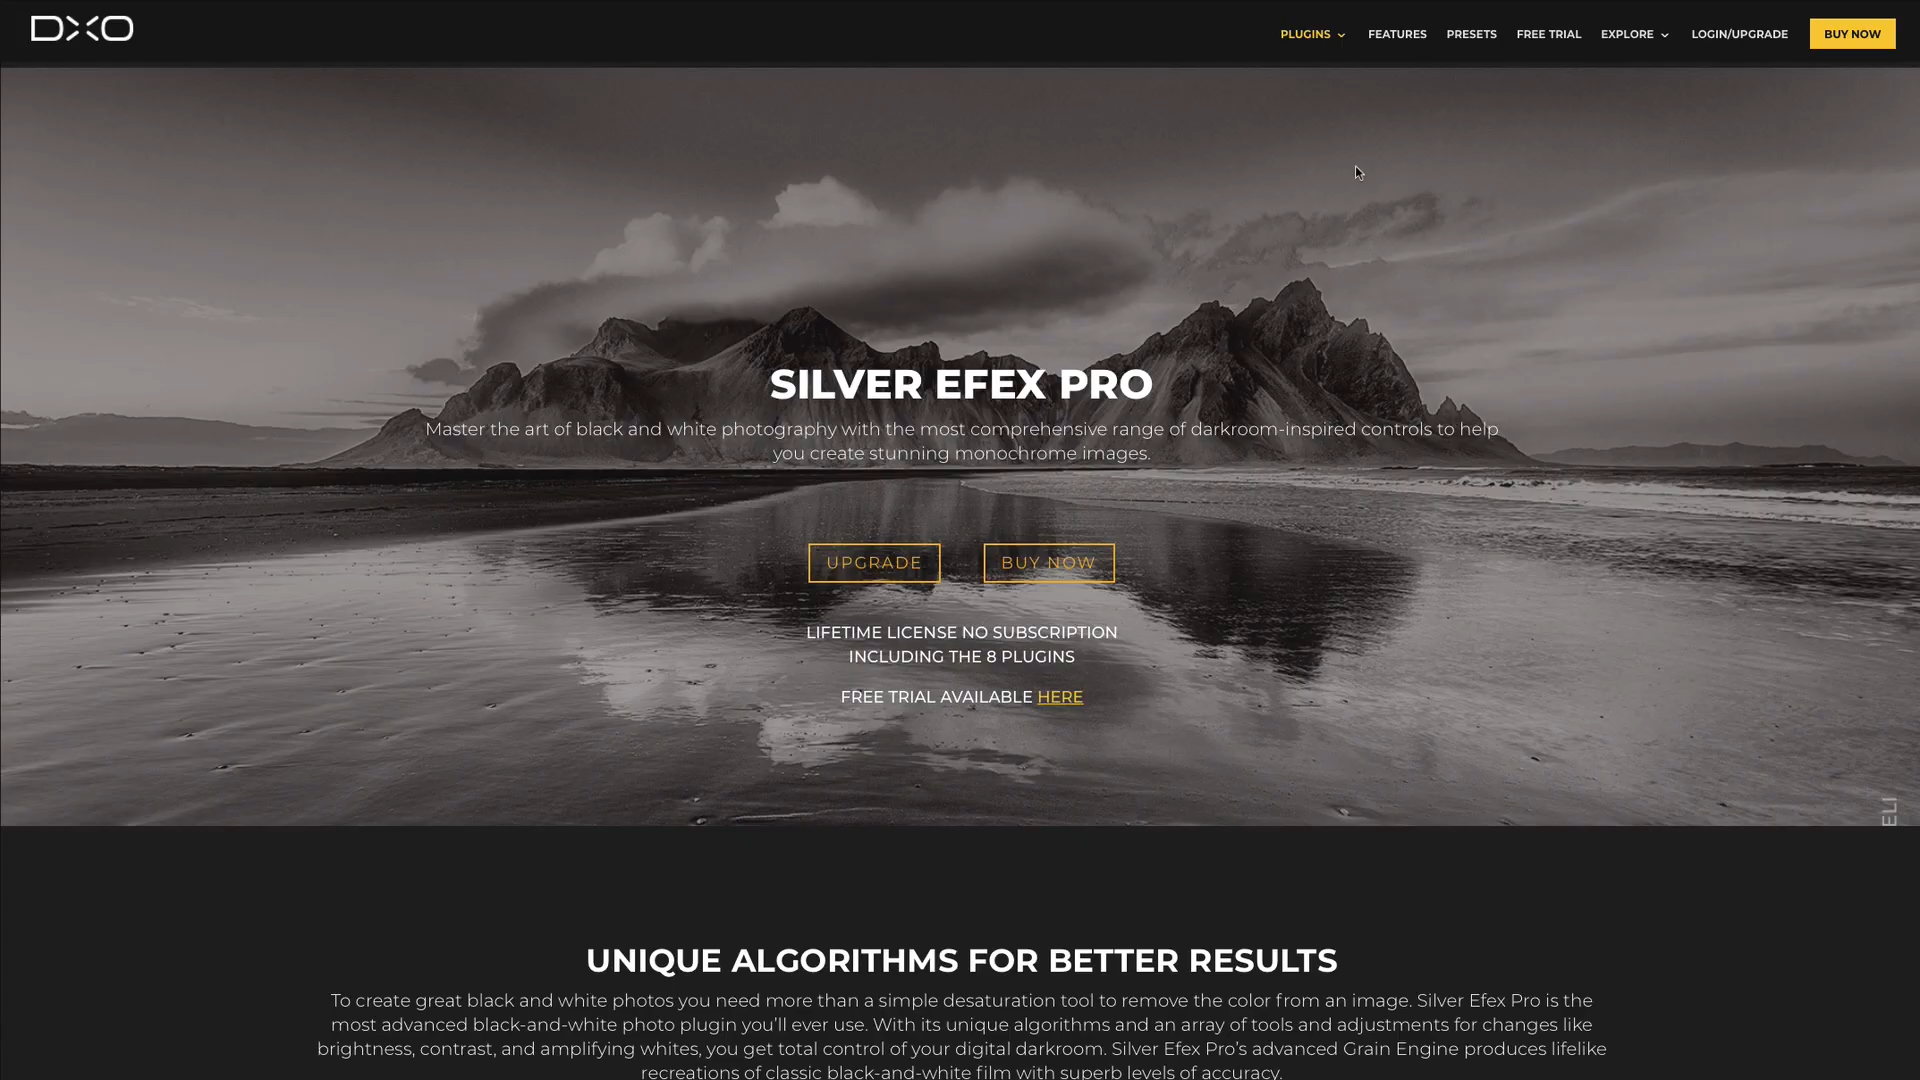 DXO
PLUGINS FEATURES PRESETS FREE TRIAL EXPLORE LOGIN/UPGRADE BUY NOW
SILVER EFEX PRO
Master the art of black and white photography with the most comprehensive range of darkroom-inspired controls to help
you create stunning monochrome images.
UPGRADE BUY NOW
LIFETIME LICENSE NO SUBSCRIPTION
INCLUDING THE 8 PLUGINS
FREE TRIAL AVAILABLE HERE
ELI
UNIQUE ALGORITHMS FOR BETTER RESULTS
To create great black and white photos you need more than a simple desaturation tool to remove the color from an image. Silver Efex Pro is the
most advanced black-and-white photo plugin you’ll ever use. With its unique algorithms and an array of tools and adjustments for changes like
brightness, contrast, and amplifying whites, you get total control of your digital darkroom. Silver Efex Pro’s advanced Grain Engine produces lifelike
recreations of classic black-and-white film with superb levels of accuracy.